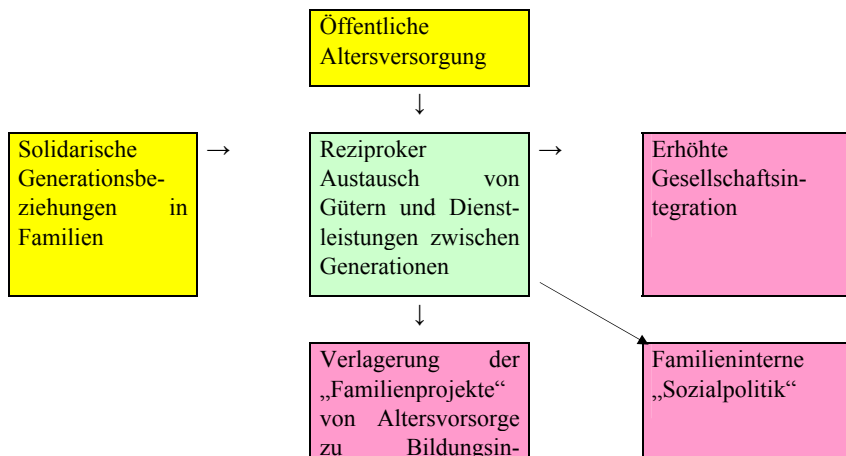 Öffentliche
Altersversorgung
↓
Solidarische
Generationsbe-
ziehungen in
Familien
→
Reziproker
Austausch von
Gütern und Dienst-
leistungen zwischen
Generationen
→
Erhöhte
Gesellschaftsin-
tegration
↓
Verlagerung der
„Familienprojekte“
von Altersvorsorge
zu Bildungsin-
Familieninterne
„Sozialpolitik“